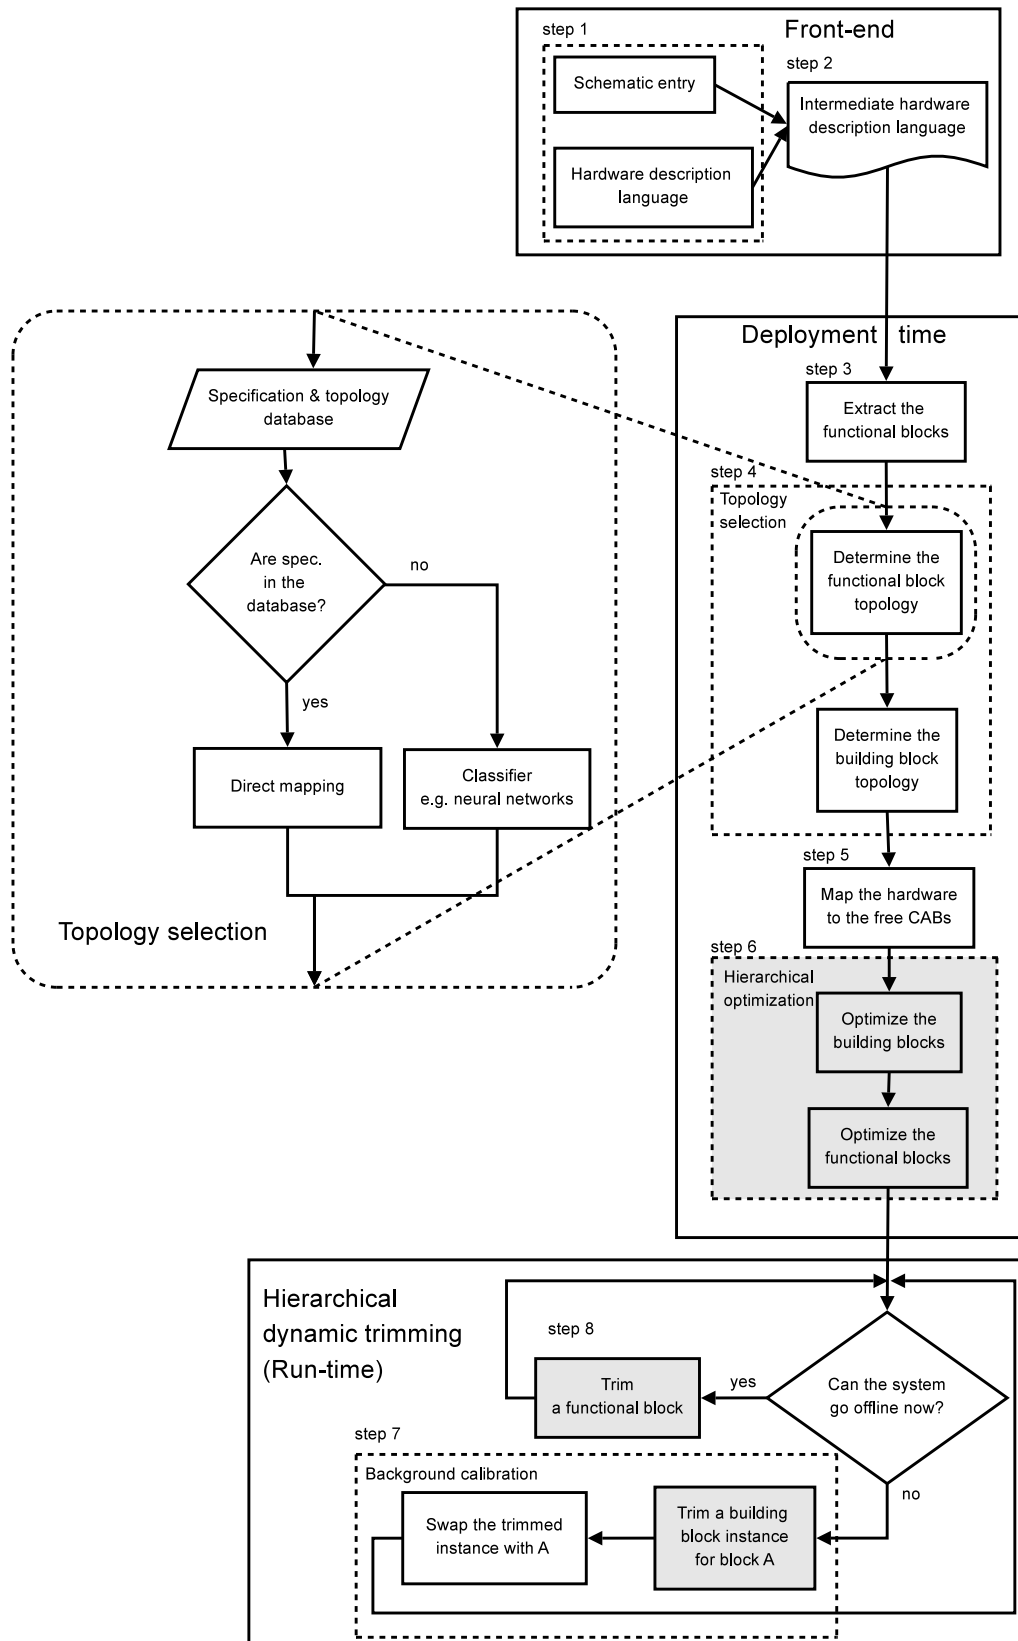 step 1
Front-end
step 2
Schematic entry
Intermediate hardware
description language
Hardware description
language
Deployment time
step 3
Extract the
functional blocks
step 4
Topology
selection
Determine the
functional block
topology
Determine the
building block
topology
Specification & topology
database
Are spec.
in the
database?
no
yes
Direct mapping
Classifier
e.g. neural networks
Topology selection
step 5
Map the hardware
to the free CABs
step 6
Hierarchical
optimization
Optimize the
building blocks
Optimize the
functional blocks
Hierarchical
dynamic trimming
(Run-time)
step 8
Trim
a functional block
yes
Can the system
go offline now?
no
step 7
Background calibration
Swap the trimmed
instance with A
Trim a building
block instance
for block A